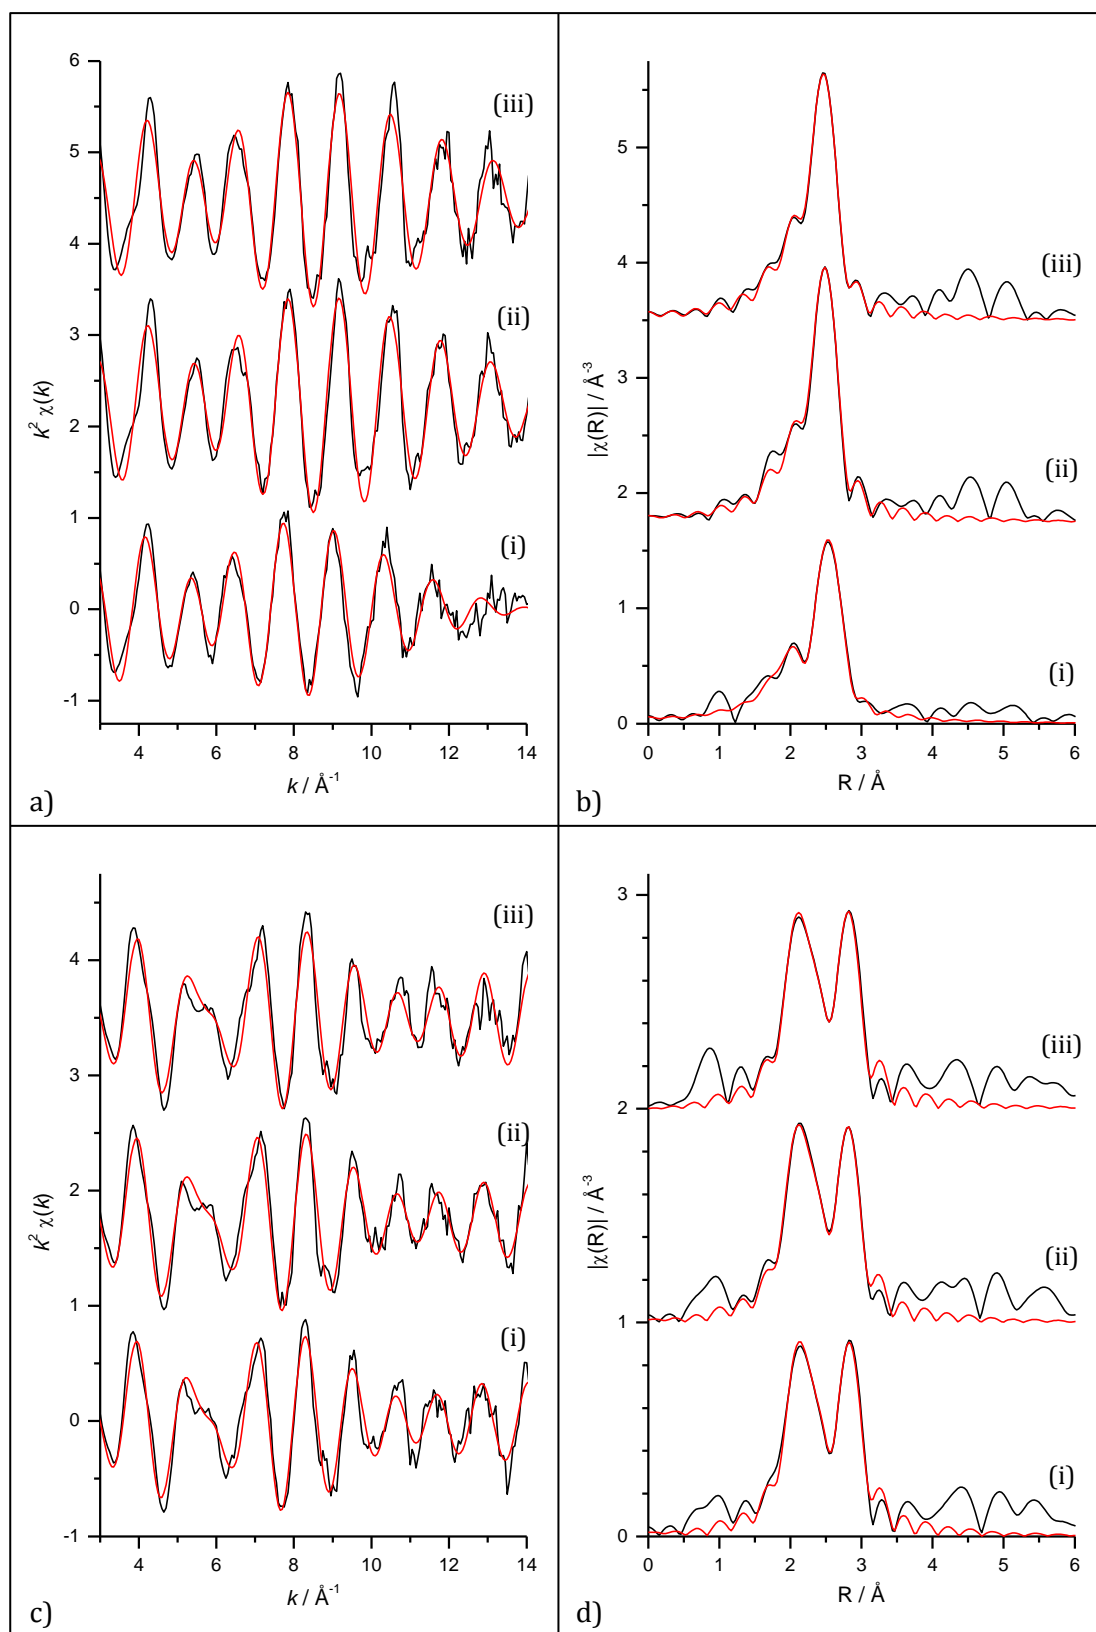 6
5
4
3
2
1
0
-1
k² χ(k)
(iii)
(ii)
(i)
4 6 8 10 12 14
k / Å⁻¹
a)
5
4
3
2
1
0
|χ(R)| / Å⁻³
(iii)
(ii)
(i)
0 1 2 3 4 5 6
R / Å
b)
4
3
2
1
0
-1
k² χ(k)
(iii)
(ii)
(i)
4 6 8 10 12 14
k / Å⁻¹
c)
3
2
1
0
|χ(R)| / Å⁻³
(iii)
(ii)
(i)
0 1 2 3 4 5 6
R / Å
d)